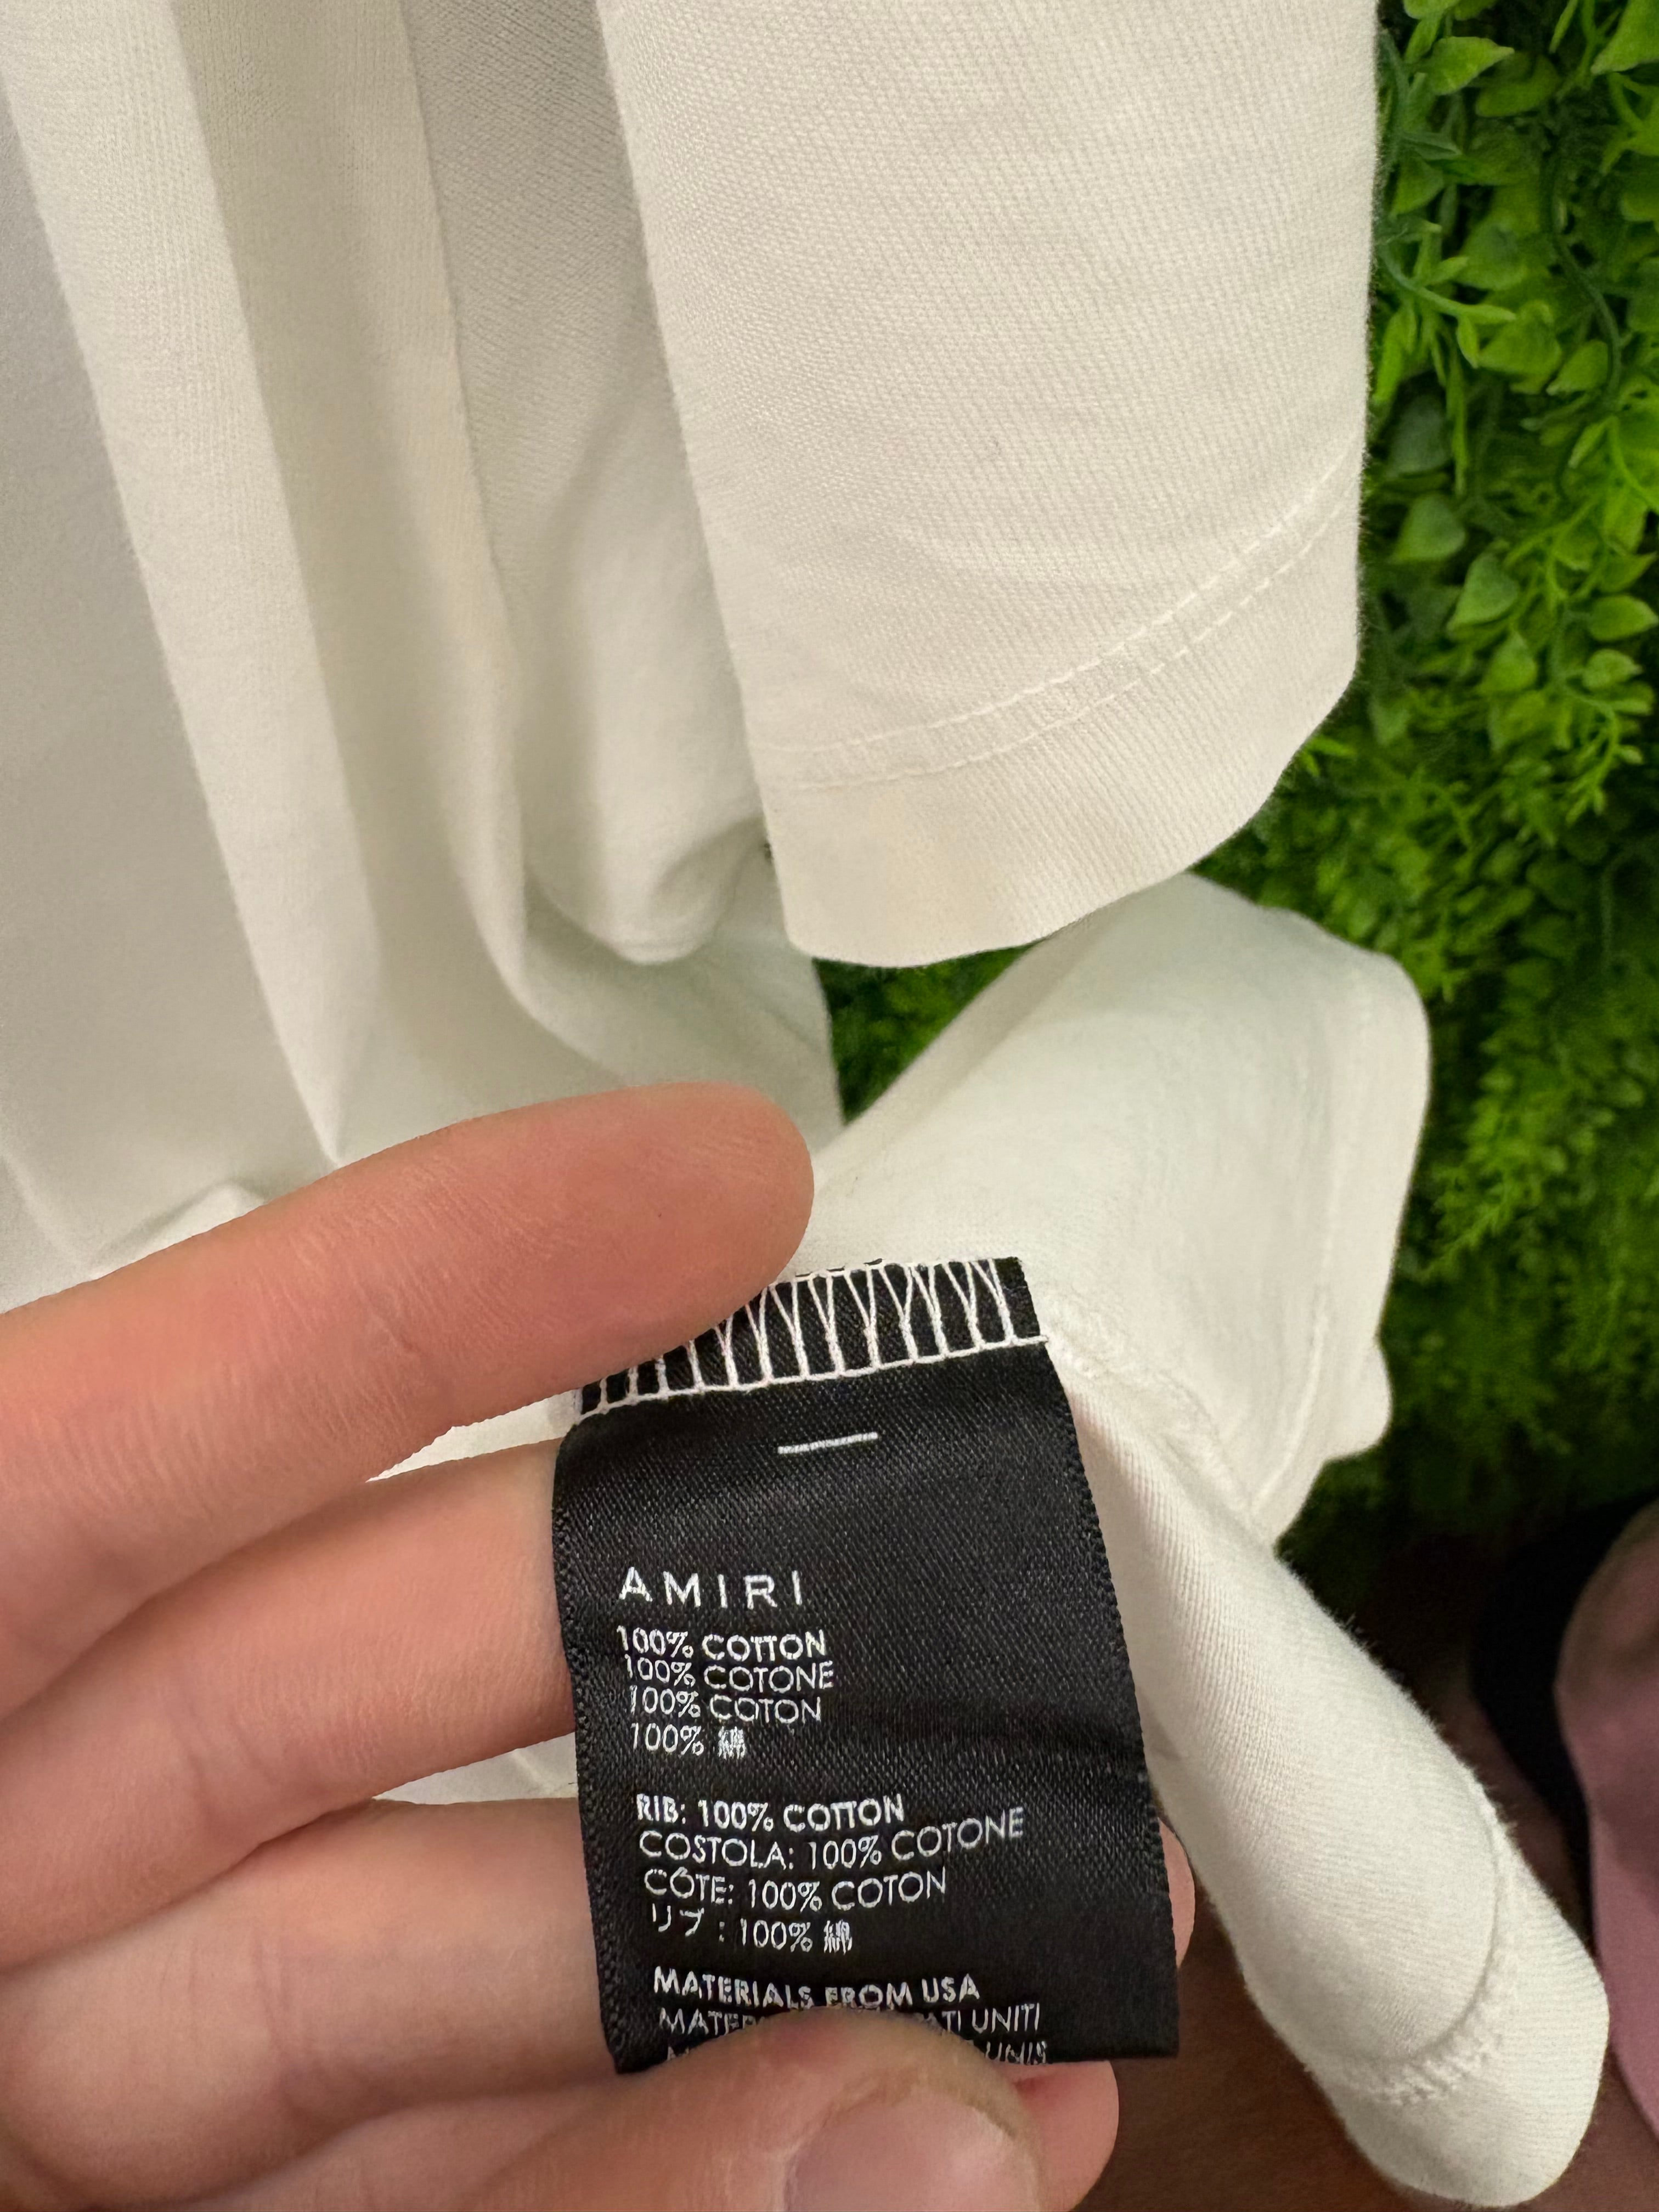 AMIRI
100% COTTON
100% COTONE
100% COTON
100% 綿
RIB: 100% COTTON
COSTOLA: 100% COTONE
CÔTE: 100% COTON
リブ : 100% 綿
MATERIALS FROM USA
UNITI